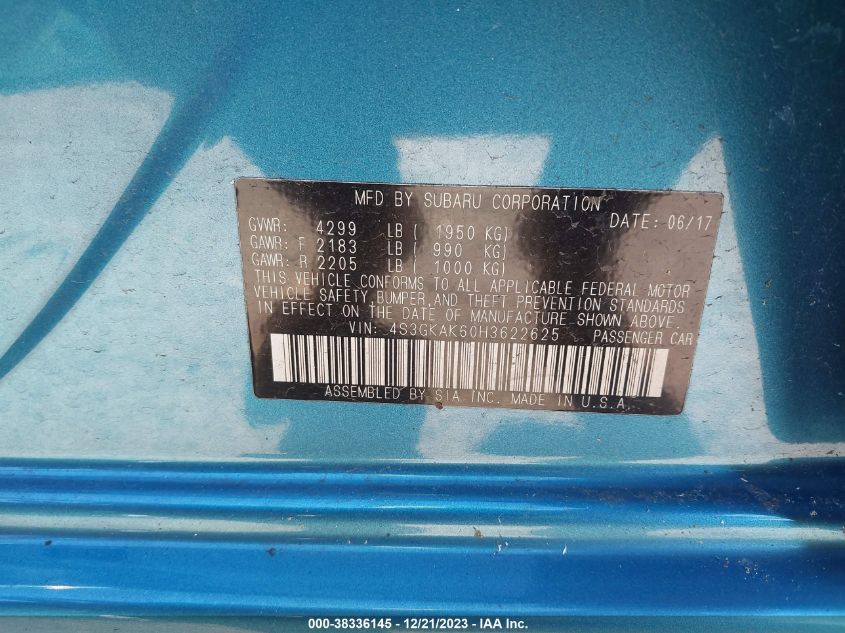 MFD BY SUBARU CORPORATION
GVWR: 4299 LB ( 1950 KG) DATE: 06/17
GAWR: F 2183 LB ( 990 KG)
GAWR: R 2205 LB ( 1000 KG)
THIS VEHICLE CONFORMS TO ALL APPLICABLE FEDERAL MOTOR
VEHICLE SAFETY, BUMPER, AND THEFT PREVENTION STANDARDS
IN EFFECT ON THE DATE OF MANUFACTURE SHOWN ABOVE.
VIN: 4S3GKAK60H3622625 PASSENGER CAR
ASSEMBLED BY SIA INC. MADE IN U.S.A.
000-38336145 - 12/21/2023 - IAA Inc.